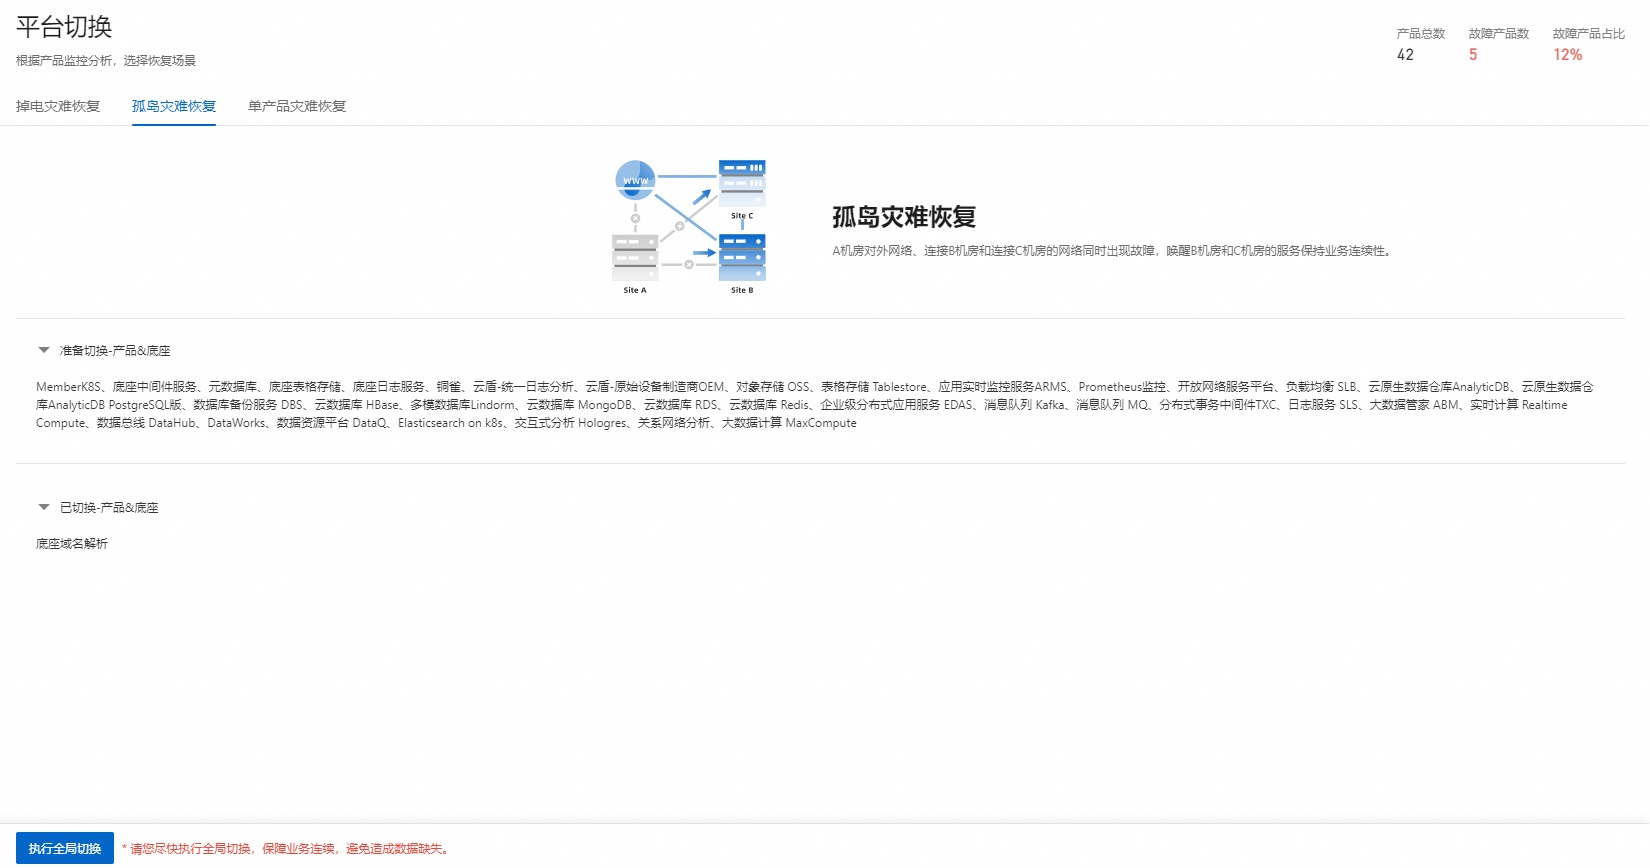 平台切换
根据产品监控分析，选择恢复场景
产品总数 故障产品数 故障产品占比
42 5 12%
掉电灾难恢复 孤岛灾难恢复 单产品灾难恢复
WWW
Site C
Site A
Site B
孤岛灾难恢复
A机房对外网络、连接B机房和连接C机房的网络同时出现故障，唤醒B机房和C机房的服务保持业务连续性。
准备切换-产品&底座
MemberK8S、底座中间件服务、元数据库、底座表格存储、底座日志服务、铜雀、云盾-统一日志分析、云盾-原始设备制造商OEM、对象存储 OSS、表格存储 Tablestore、应用实时监控服务ARMS、Prometheus监控、开放网络服务平台、负载均衡 SLB、云原生数据仓库AnalyticDB、云原生数据仓
库AnalyticDB PostgreSQL版、数据库备份服务 DBS、云数据库 HBase、多模数据库Lindorm、云数据库 MongoDB、云数据库 RDS、云数据库 Redis、企业级分布式应用服务 EDAS、消息队列 Kafka、消息队列 MQ、分布式事务中间件TXC、日志服务 SLS、大数据管家 ABM、实时计算 Realtime
Compute、数据总线 DataHub、DataWorks、数据资源平台 DataQ、Elasticsearch on k8s、交互式分析 Hologres、关系网络分析、大数据计算 MaxCompute
已切换-产品&底座
底座域名解析
执行全局切换 * 请您尽快执行全局切换，保障业务连续，避免造成数据缺失。